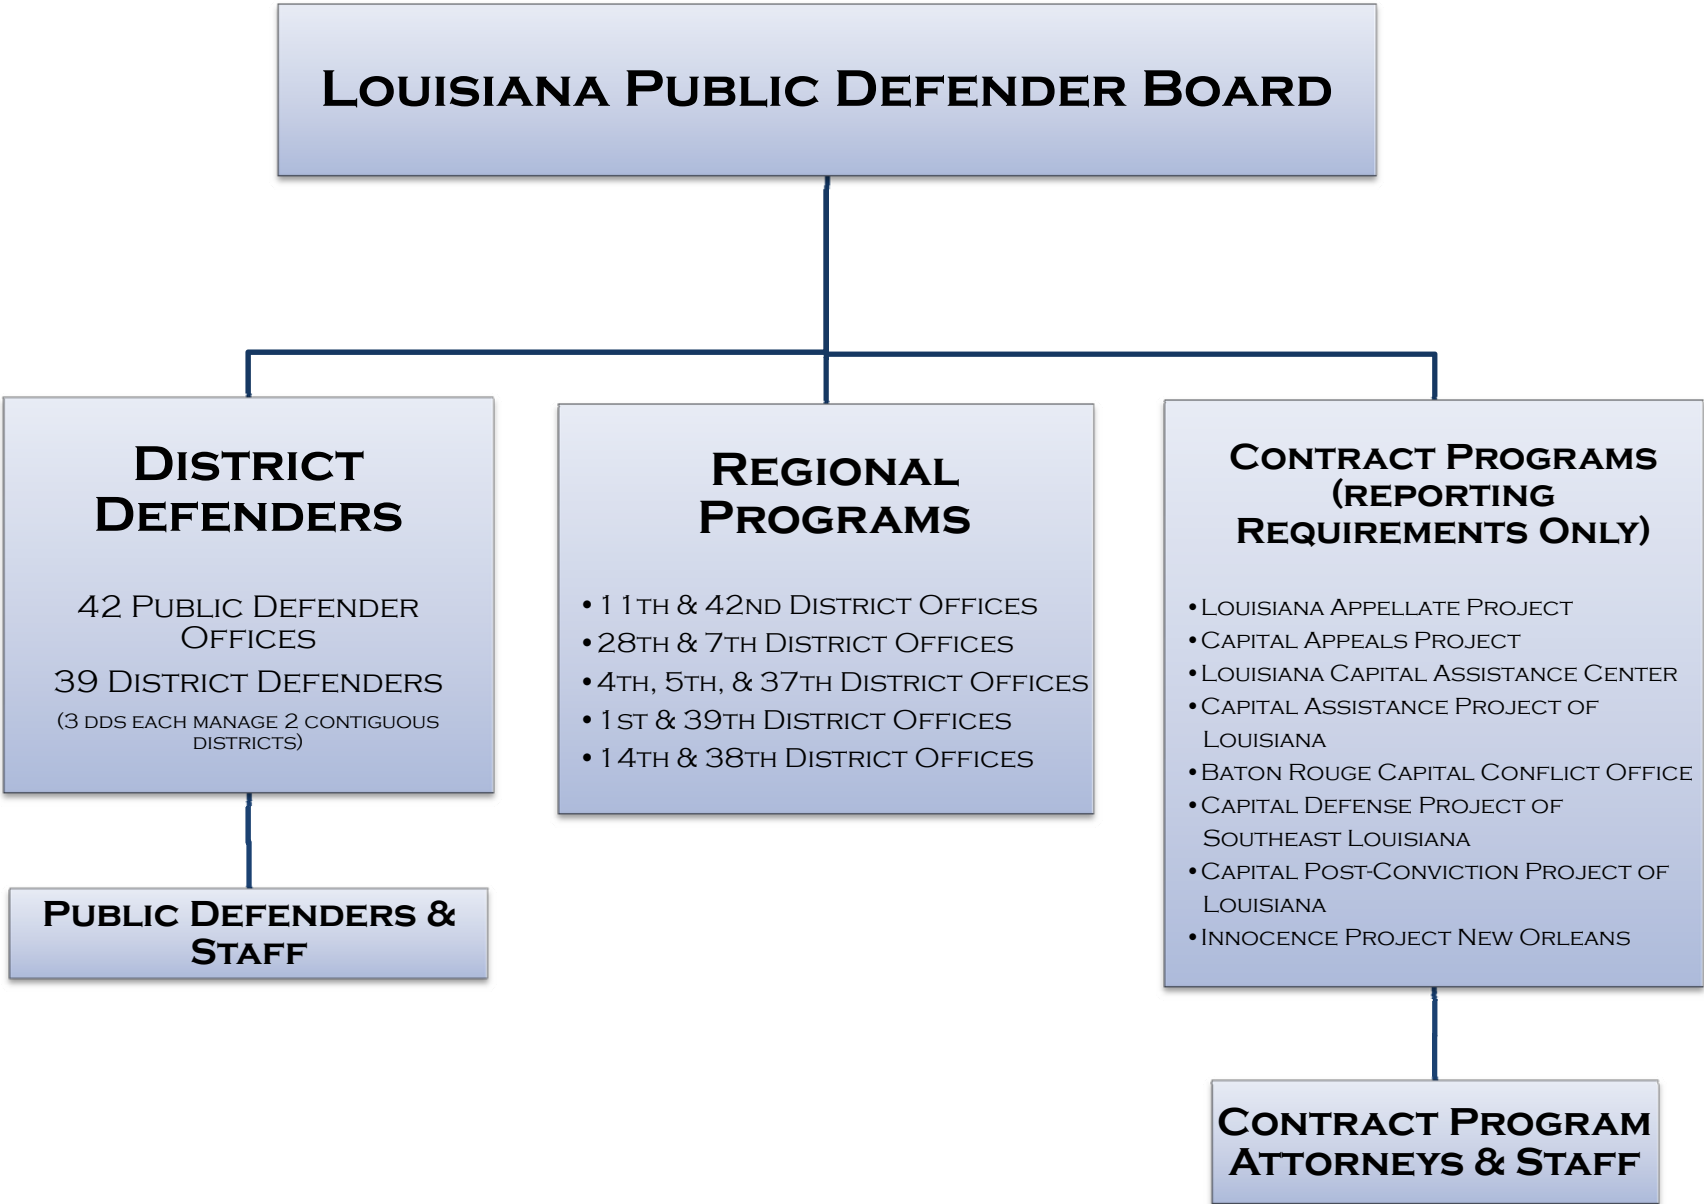 LOUISIANA PUBLIC DEFENDER BOARD
DISTRICT
DEFENDERS
42 PUBLIC DEFENDER
OFFICES
39 DISTRICT DEFENDERS
(3 DDS EACH MANAGE 2 CONTIGUOUS
DISTRICTS)
PUBLIC DEFENDERS &
STAFF
REGIONAL
PROGRAMS
• 11TH & 42ND DISTRICT OFFICES
• 28TH & 7TH DISTRICT OFFICES
• 4TH, 5TH, & 37TH DISTRICT OFFICES
• 1ST & 39TH DISTRICT OFFICES
• 14TH & 38TH DISTRICT OFFICES
CONTRACT PROGRAMS
(REPORTING
REQUIREMENTS ONLY)
• LOUISIANA APPELLATE PROJECT
• CAPITAL APPEALS PROJECT
• LOUISIANA CAPITAL ASSISTANCE CENTER
• CAPITAL ASSISTANCE PROJECT OF
LOUISIANA
• BATON ROUGE CAPITAL CONFLICT OFFICE
• CAPITAL DEFENSE PROJECT OF
SOUTHEAST LOUISIANA
• CAPITAL POST-CONVICTION PROJECT OF
LOUISIANA
• INNOCENCE PROJECT NEW ORLEANS
CONTRACT PROGRAM
ATTORNEYS & STAFF